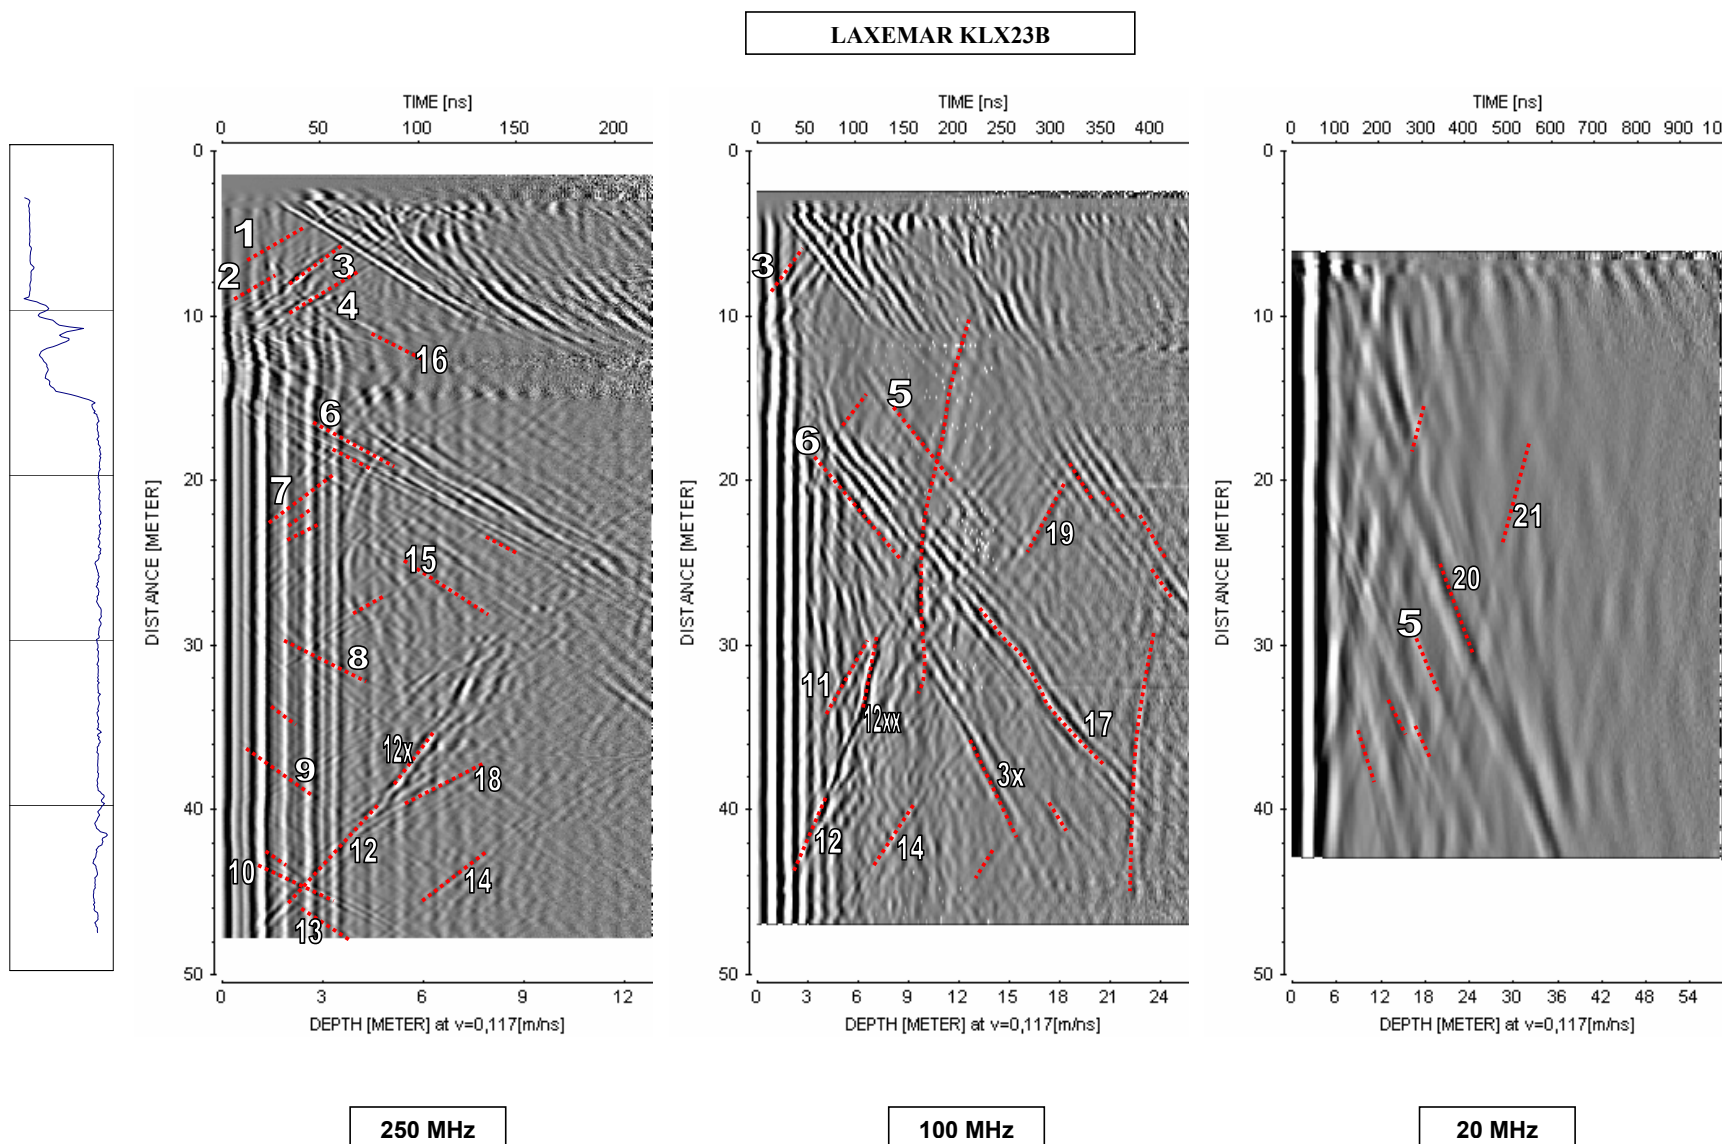 LAXEMAR KLX23B
TIME [ns] TIME [ns] TIME [ns]
0 50 100 150 200
0 50 100 150 200 250 300 350 400
0 100 200 300 400 500 600 700 800 900 10
0 0 0
1
2
3
4
3
10 10 10
16
5
6
6
20 20 20
7
19
21
15
20
DISTANCE [METER] DISTANCE [METER] DISTANCE [METER]
30 30 30
5
8
11
12xx
17
12x
18
9
3x
40 40 40
12
12
14
10
14
13
50 50 50
0 3 6 9 12
0 3 6 9 12 15 18 21 24
0 6 12 18 24 30 36 42 48 54
DEPTH [METER] at v=0,117[m/ns] DEPTH [METER] at v=0,117[m/ns] DEPTH [METER] at v=0,117[m/ns]
250 MHz 100 MHz 20 MHz